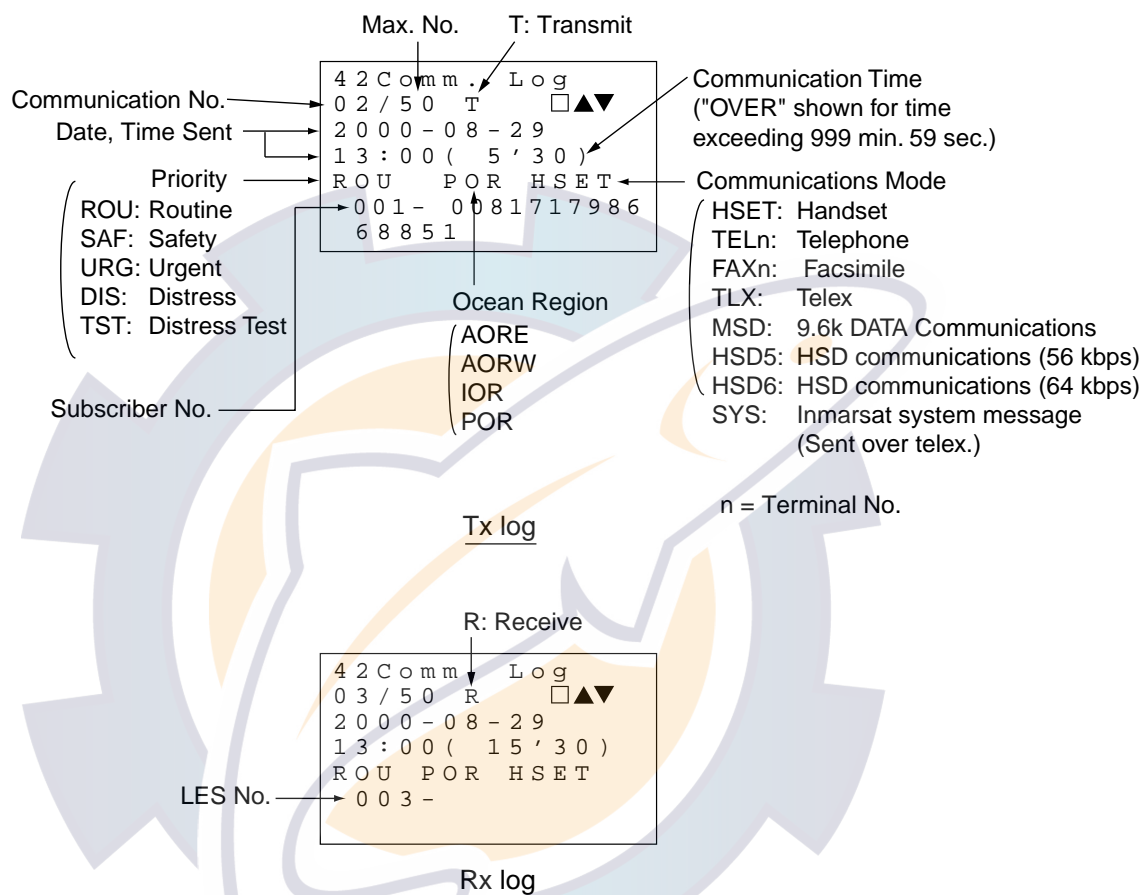 Max. No. T: Transmit
42Comm. Log
Communication No. 02/50 T □▲▼
Date, Time Sent 2000-08-29
13:00( 5'30)
Communication Time
("OVER" shown for time
exceeding 999 min. 59 sec.)
Priority ROU POR HSET Communications Mode
001- 0081717986
68851
ROU: Routine
SAF: Safety
URG: Urgent
DIS: Distress
TST: Distress Test
Subscriber No.
Ocean Region
AORE
AORW
IOR
POR
HSET: Handset
TELn: Telephone
FAXn: Facsimile
TLX: Telex
MSD: 9.6k DATA Communications
HSD5: HSD communications (56 kbps)
HSD6: HSD communications (64 kbps)
SYS: Inmarsat system message
(Sent over telex.)
n = Terminal No.
Tx log
R: Receive
42Comm. Log
03/50 R □▲▼
2000-08-29
13:00( 15'30)
ROU POR HSET
LES No. 003-
Rx log